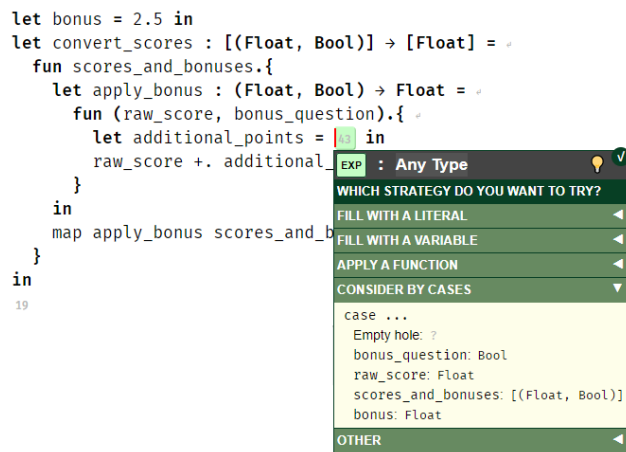 let bonus = 2.5 in
let convert_scores : [(Float, Bool)] → [Float] = ↲
fun scores_and_bonuses.{
let apply_bonus : (Float, Bool) → Float = ↲
fun (raw_score, bonus_question).{ ↲
let additional_points = 43 in
raw_score +. additional_
}
in
map apply_bonus scores_and_b
}
in
19
EXP : Any Type √
WHICH STRATEGY DO YOU WANT TO TRY?
FILL WITH A LITERAL
FILL WITH A VARIABLE
APPLY A FUNCTION
CONSIDER BY CASES
case ...
Empty hole: ?
bonus_question: Bool
raw_score: Float
scores_and_bonuses: [(Float, Bool)]
bonus: Float
OTHER